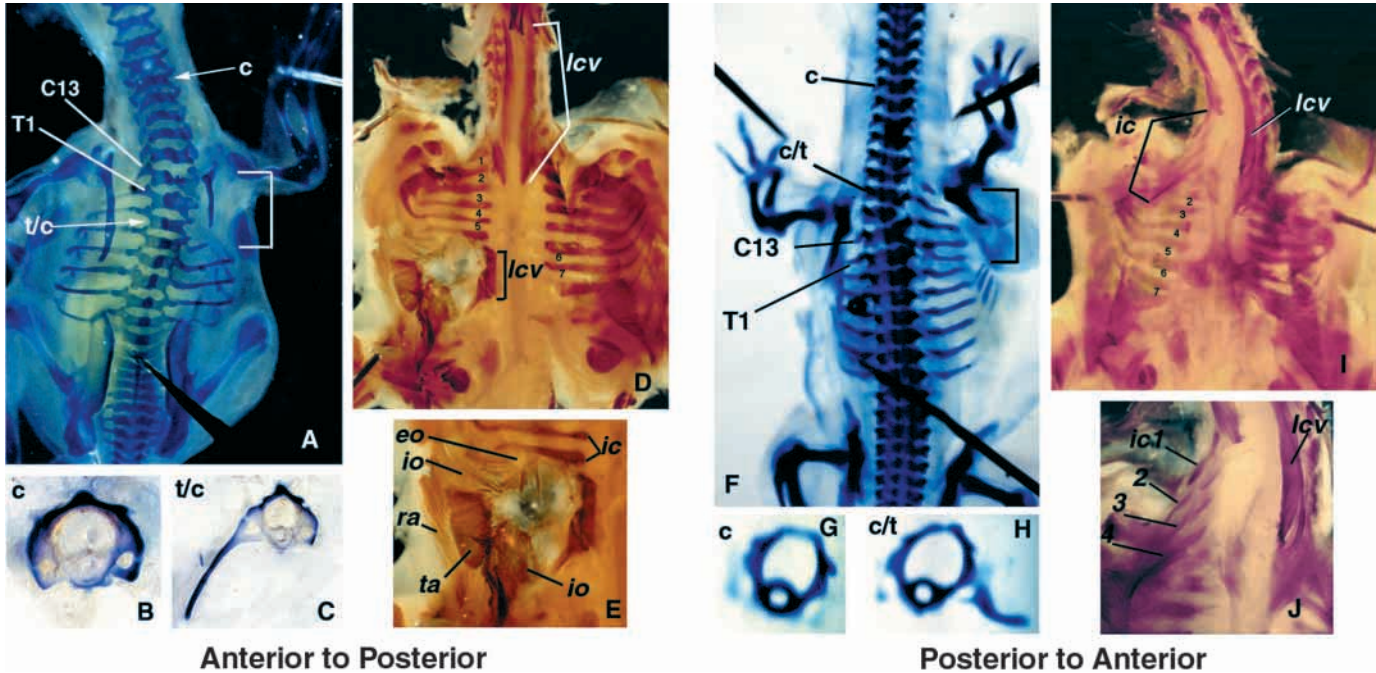 c
C13
T1
t/c
A
c
B
t/c
C
lcv
1
2
3
4
5
6
7
lcv
D
eo
io
ra
ta
ic
io
E
Anterior to Posterior
c
c/t
C13
T1
F
c
G
c/t
H
ic
lcv
2
3
4
5
6
7
I
ic1
2
3
4
lcv
J
Posterior to Anterior